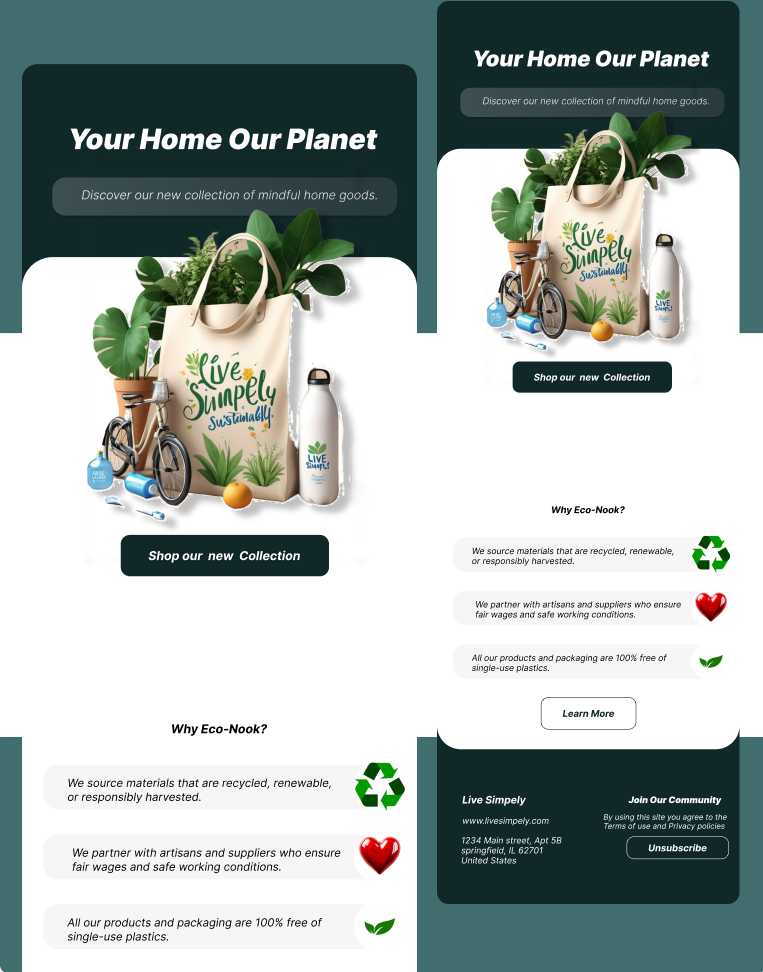 Your Home Our Planet
Discover our new collection of mindful home goods.
Live
Simpely
Sustinably.
LIVE
Simply
Shop our new Collection
Why Eco-Nook?
We source materials that are recycled, renewable,
or responsibly harvested.
We partner with artisans and suppliers who ensure
fair wages and safe working conditions.
All our products and packaging are 100% free of
single-use plastics.
Your Home Our Planet
Discover our new collection of mindful home goods.
Live
Simpely
Sustinably.
LIVE
Shop our new Collection
Why Eco-Nook?
We source materials that are recycled, renewable,
or responsibly harvested.
We partner with artisans and suppliers who ensure
fair wages and safe working conditions.
All our products and packaging are 100% free of
single-use plastics.
Learn More
Live Simpely
www.livesimpely.com
1234 Main street, Apt 5B
springfield, IL 62701
United States
Join Our Community
By using this site you agree to the
Terms of use and Privacy policies
Unsubscribe